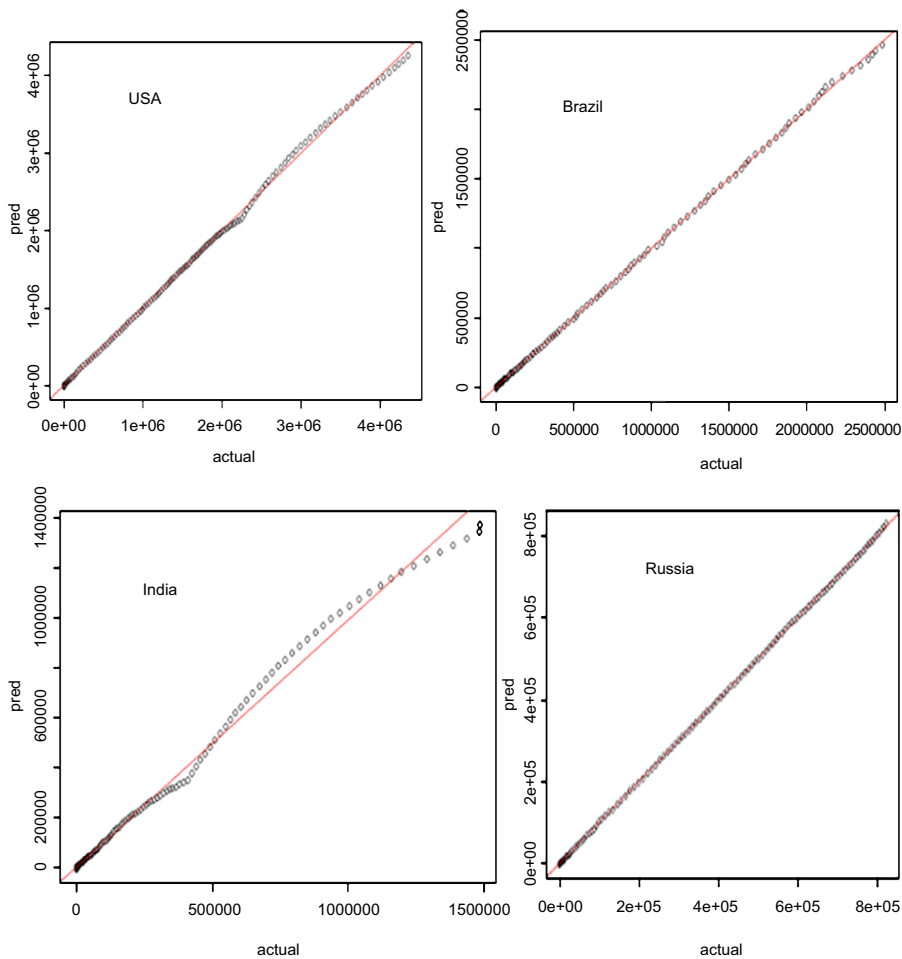 USA
pred
4e+06
3e+06
2e+06
1e+06
0e+00
0e+00 1e+06 2e+06 3e+06 4e+06
actual
Brazil
pred
2500000
1500000
500000
0
0 500000 1000000 1500000 2000000 2500000
actual
India
pred
1400000
1000000
600000
200000
0
0 500000 1000000 1500000
actual
Russia
pred
8e+05
6e+05
4e+05
2e+05
0e+00
0e+00 2e+05 4e+05 6e+05 8e+05
actual